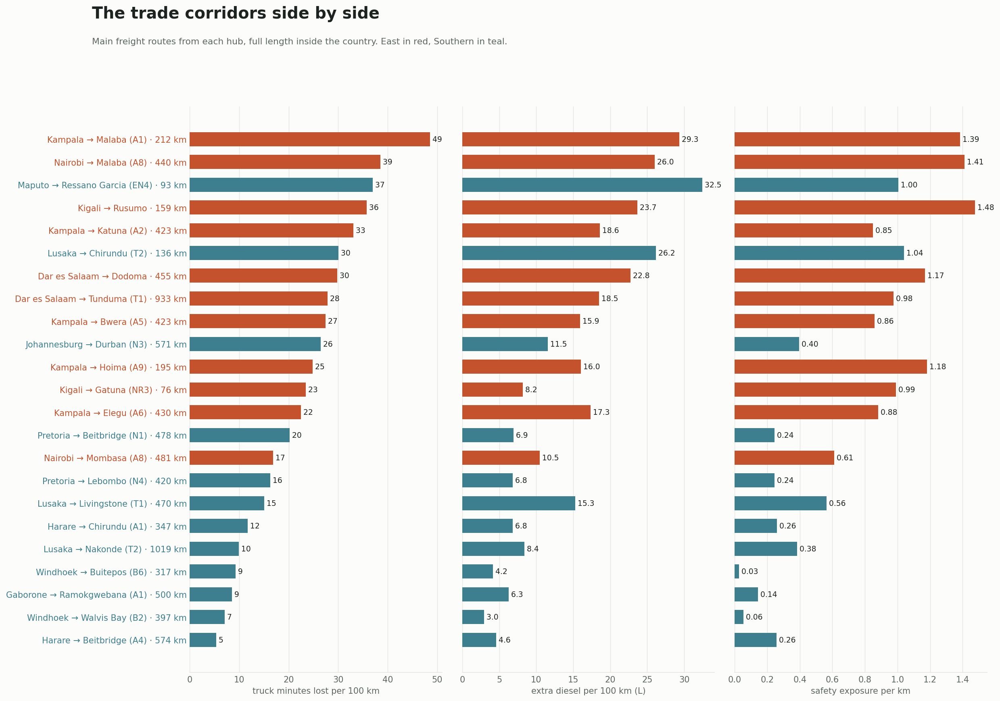 The trade corridors side by side
Main freight routes from each hub, full length inside the country. East in red, Southern in teal.
Kampala → Malaba (A1) · 212 km 49 29.3 1.39
Nairobi → Malaba (A8) · 440 km 39 26.0 1.41
Maputo → Ressano Garcia (EN4) · 93 km 37 32.5 1.00
Kigali → Rusumo · 159 km 36 23.7 1.48
Kampala → Katuna (A2) · 423 km 33 18.6 0.85
Lusaka → Chirundu (T2) · 136 km 30 26.2 1.04
Dar es Salaam → Dodoma · 455 km 30 22.8 1.17
Dar es Salaam → Tunduma (T1) · 933 km 28 18.5 0.98
Kampala → Bwera (A5) · 423 km 27 15.9 0.86
Johannesburg → Durban (N3) · 571 km 26 11.5 0.40
Kampala → Hoima (A9) · 195 km 25 16.0 1.18
Kigali → Gatuna (NR3) · 76 km 23 8.2 0.99
Kampala → Elegu (A6) · 430 km 22 17.3 0.88
Pretoria → Beitbridge (N1) · 478 km 20 6.9 0.24
Nairobi → Mombasa (A8) · 481 km 17 10.5 0.61
Pretoria → Lebombo (N4) · 420 km 16 6.8 0.24
Lusaka → Livingstone (T1) · 470 km 15 15.3 0.56
Harare → Chirundu (A1) · 347 km 12 6.8 0.26
Lusaka → Nakonde (T2) · 1019 km 10 8.4 0.38
Windhoek → Buitepos (B6) · 317 km 9 4.2 0.03
Gaborone → Ramokgwebana (A1) · 500 km 9 6.3 0.14
Windhoek → Walvis Bay (B2) · 397 km 7 3.0 0.06
Harare → Beitbridge (A4) · 574 km 5 4.6 0.26
0 10 20 30 40 50 0 5 10 15 20 25 30 0.0 0.2 0.4 0.6 0.8 1.0 1.2 1.4
truck minutes lost per 100 km extra diesel per 100 km (L) safety exposure per km